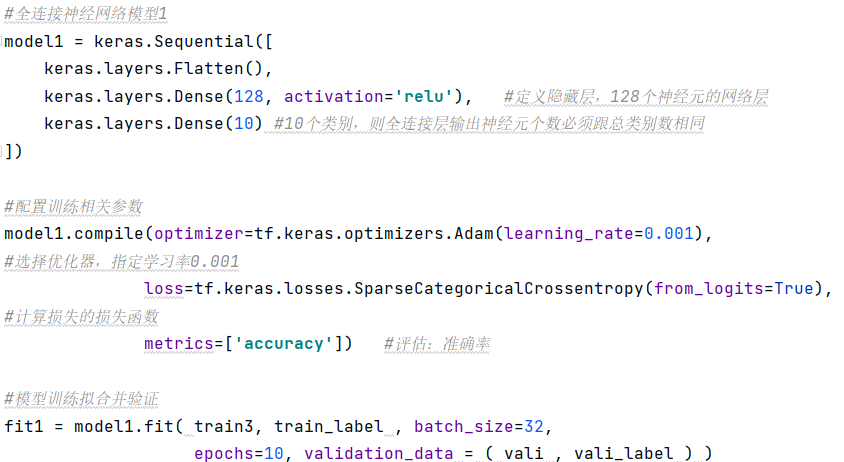 #全连接神经网络模型1
model1 = keras.Sequential([
    keras.layers.Flatten(),
    keras.layers.Dense(128, activation='relu'),   #定义隐藏层，128个神经元的网络层
    keras.layers.Dense(10) #10个类别，则全连接层输出神经元个数必须跟总类别数相同
])
#配置训练相关参数
model1.compile(optimizer=tf.keras.optimizers.Adam(learning_rate=0.001),
#选择优化器，指定学习率0.001
              loss=tf.keras.losses.SparseCategoricalCrossentropy(from_logits=True),
#计算损失的损失函数
              metrics=['accuracy'])   #评估：准确率
#模型训练拟合并验证
fit1 = model1.fit( train3, train_label , batch_size=32,
                   epochs=10, validation_data = ( vali , vali_label ) )